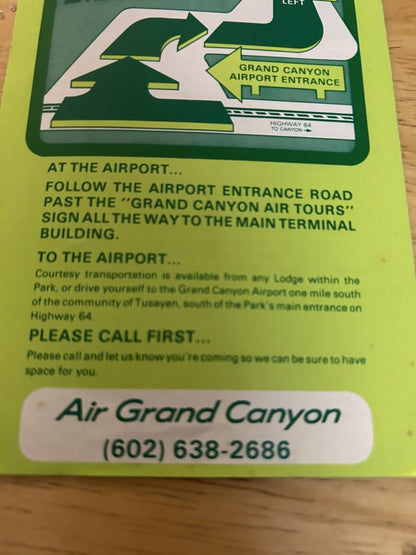 LEFT
GRAND CANYON
AIRPORT ENTRANCE
HIGHWAY 64
TO CANYON
AT THE AIRPORT...
FOLLOW THE AIRPORT ENTRANCE ROAD
PAST THE "GRAND CANYON AIR TOURS"
SIGN ALL THE WAY TO THE MAIN TERMINAL
BUILDING.
TO THE AIRPORT...
Courtesy transportation is available from any Lodge within the
Park, or drive yourself to the Grand Canyon Airport one mile south
of the community of Tusayan, south of the Park's main entrance on
Highway 64.
PLEASE CALL FIRST...
Please call and let us know you're coming so we can be sure to have
space for you.
Air Grand Canyon
(602) 638-2686